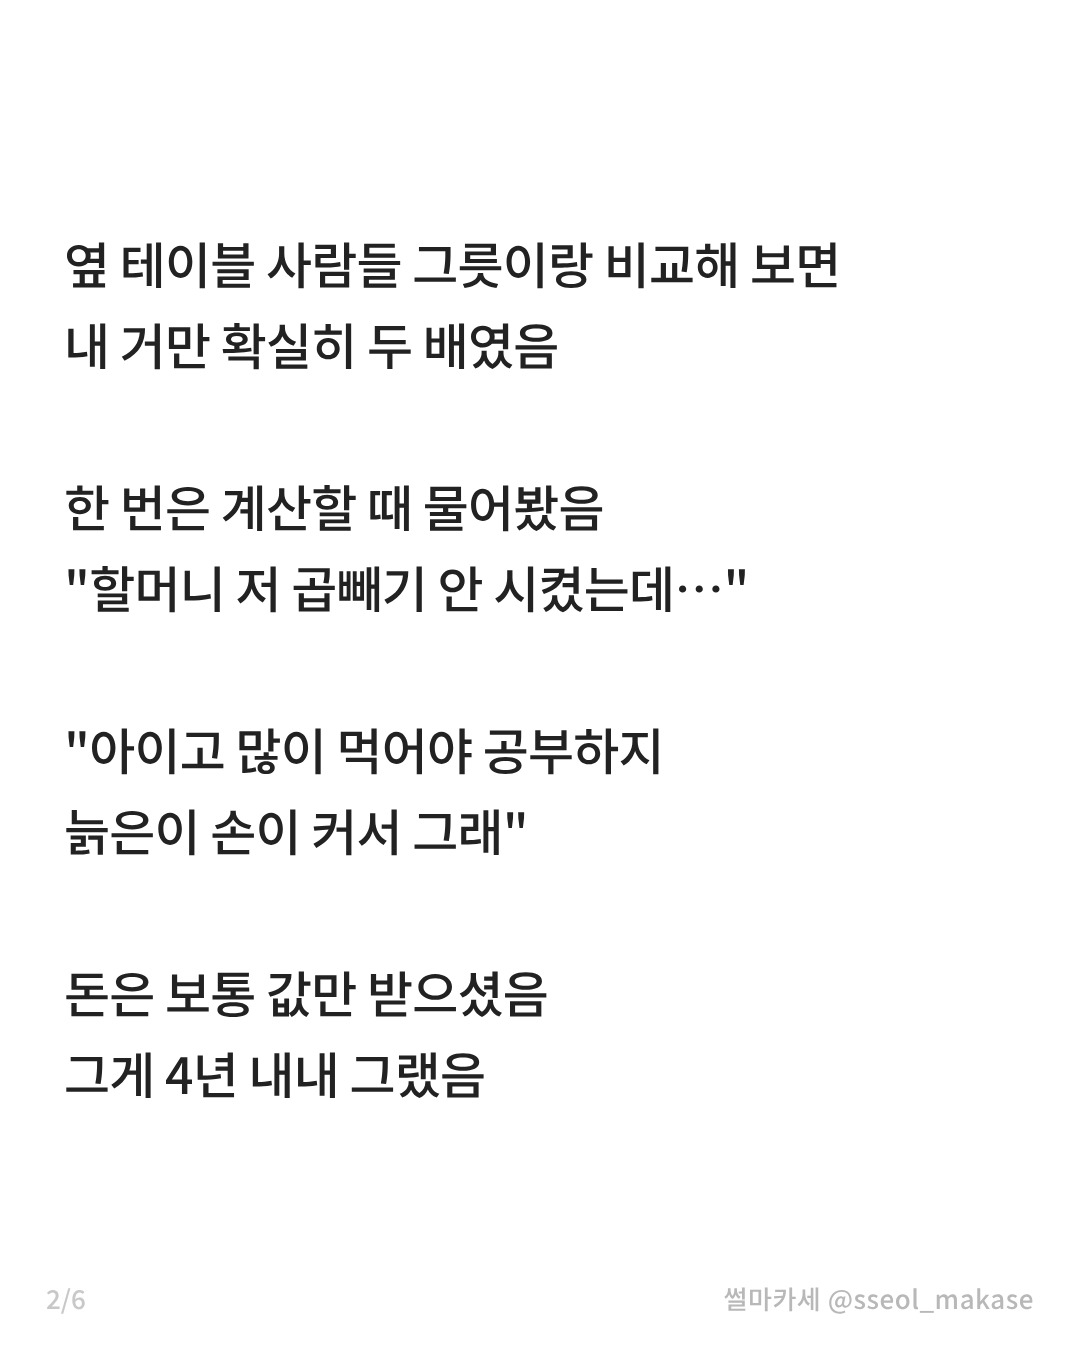 옆 테이블 사람들 그릇이랑 비교해 보면
내 거만 확실히 두 배였음
한 번은 계산할 때 물어봤음
"할머니 저 곱빼기 안 시켰는데…"
"아이고 많이 먹어야 공부하지
늙은이 손이 커서 그래"
돈은 보통 값만 받으셨음
그게 4년 내내 그랬음
2/6
썰마카세 @sseol_makase